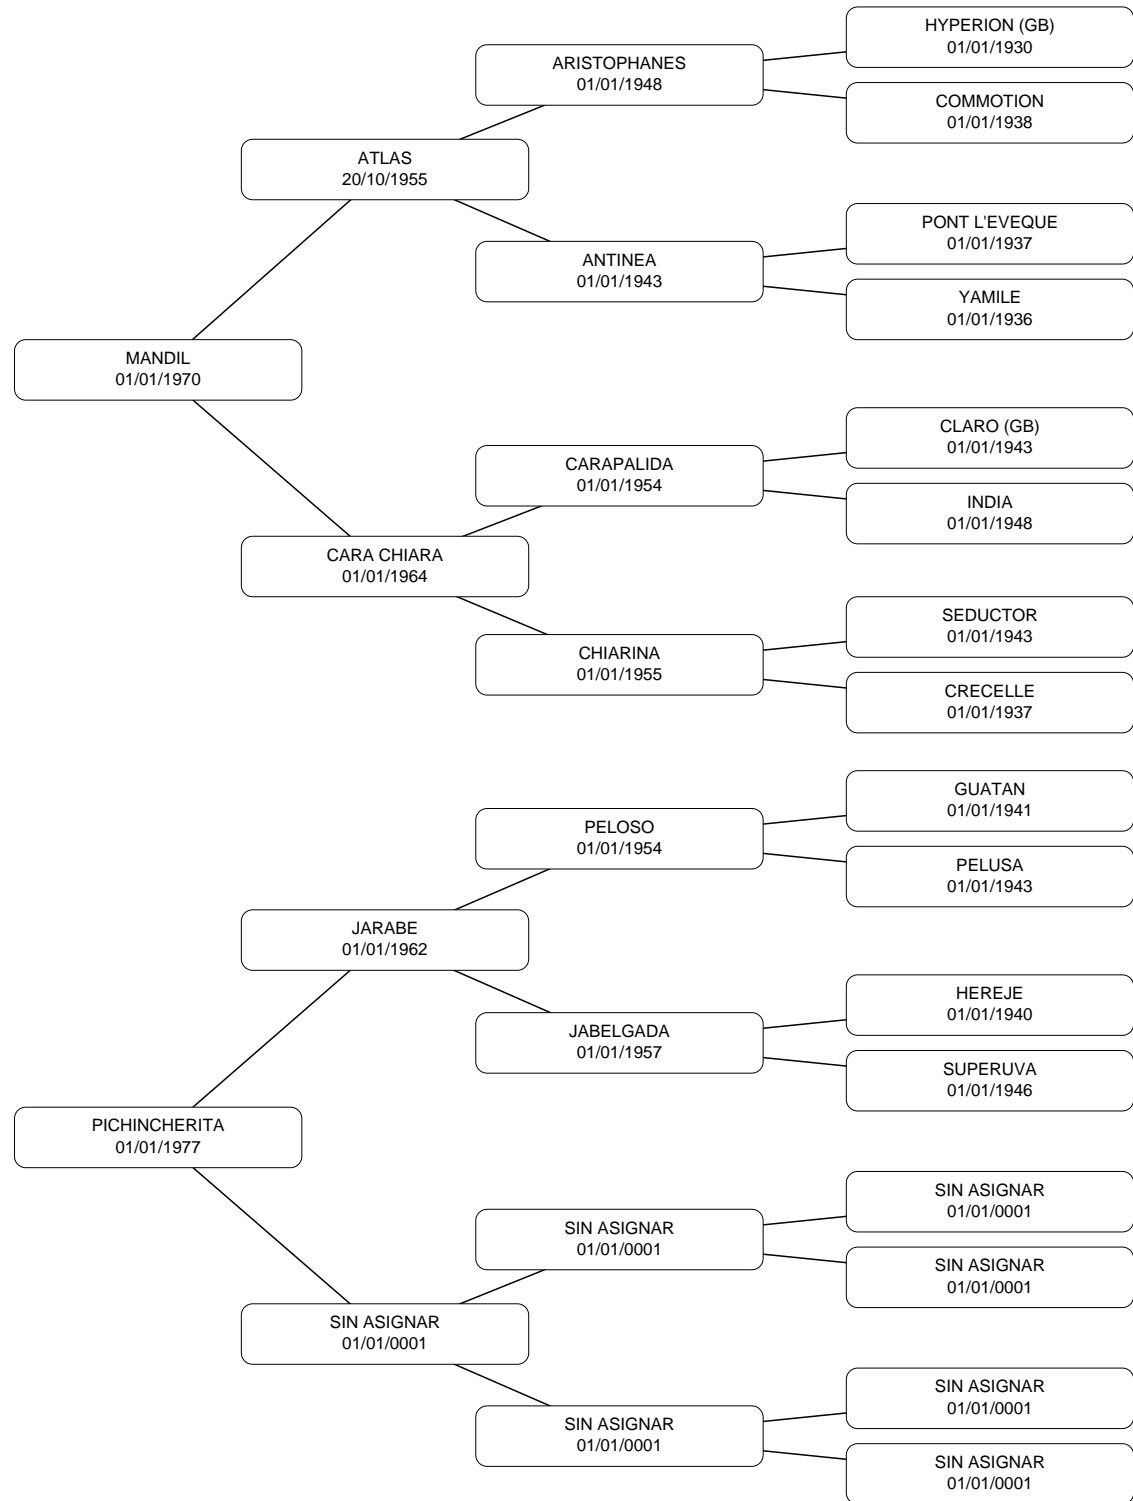 HYPERION (GB)
01/01/1930
ARISTOPHANES
01/01/1948
COMMOTION
01/01/1938
ATLAS
20/10/1955
PONT L'EVEQUE
01/01/1937
ANTINEA
01/01/1943
YAMILE
01/01/1936
MANDIL
01/01/1970
CLARO (GB)
01/01/1943
CARAPALIDA
01/01/1954
INDIA
01/01/1948
CARA CHIARA
01/01/1964
SEDUCTOR
01/01/1943
CHIARINA
01/01/1955
CRECELLE
01/01/1937
GUATAN
01/01/1941
PELOSO
01/01/1954
PELUSA
01/01/1943
JARABE
01/01/1962
HEREJE
01/01/1940
JABELGADA
01/01/1957
SUPERUVA
01/01/1946
PICHINCHERITA
01/01/1977
SIN ASIGNAR
01/01/0001
SIN ASIGNAR
01/01/0001
SIN ASIGNAR
01/01/0001
SIN ASIGNAR
01/01/0001
SIN ASIGNAR
01/01/0001
SIN ASIGNAR
01/01/0001
SIN ASIGNAR
01/01/0001